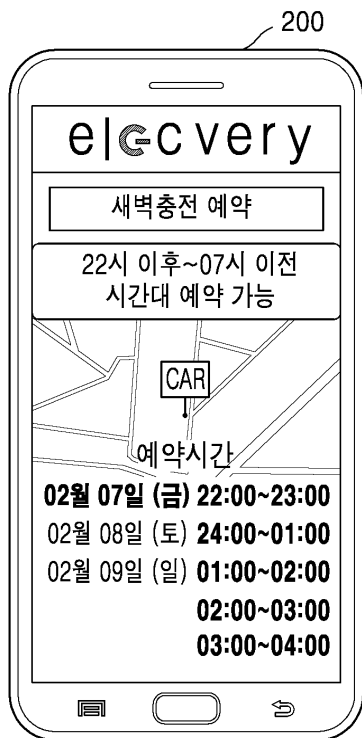 200
elecvery
새벽충전 예약
22시 이후~07시 이전
시간대 예약 가능
CAR
예약시간
02월 07일 (금) 22:00~23:00
02월 08일 (토) 24:00~01:00
02월 09일 (일) 01:00~02:00
02:00~03:00
03:00~04:00